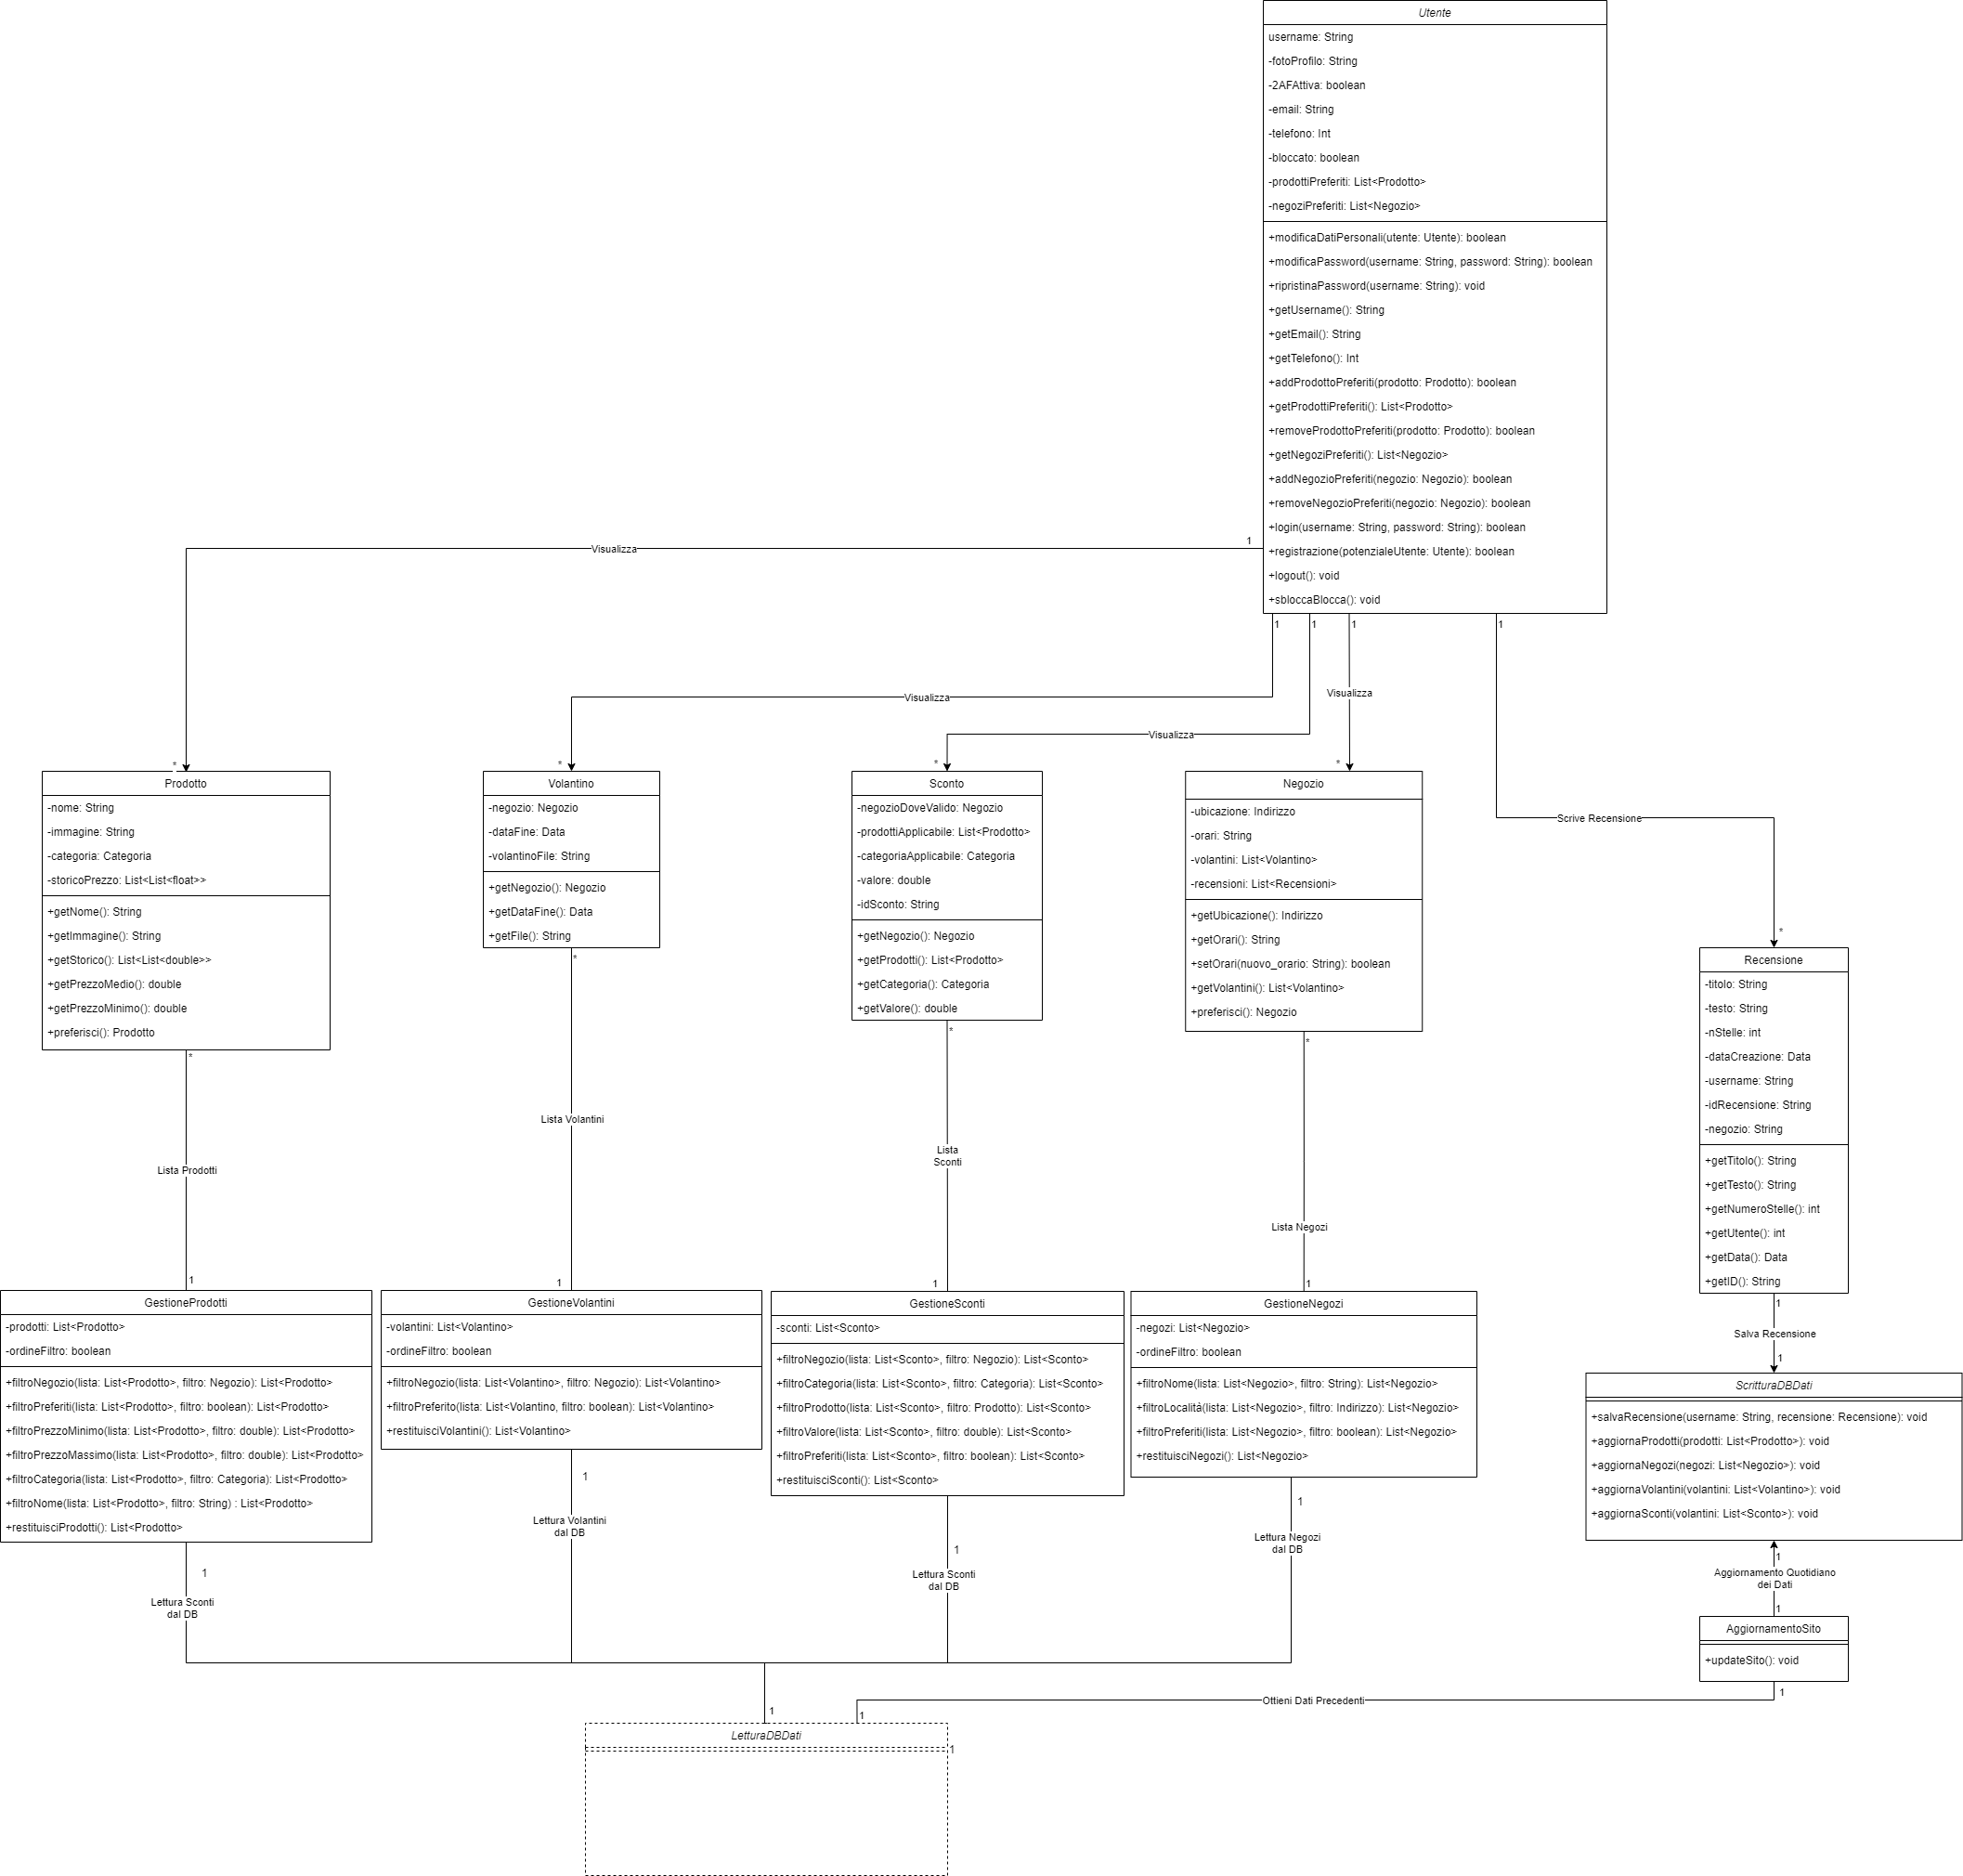 Utente
username: String
-fotoProfilo: String
-2AFAttiva: boolean
-email: String
-telefono: Int
-bloccato: boolean
-prodottiPreferiti: List<Prodotto>
-negoziPreferiti: List<Negozio>
+modificaDatiPersonali(utente: Utente): boolean
+modificaPassword(username: String, password: String): boolean
+ripristinaPassword(username: String): void
+getUsername(): String
+getEmail(): String
+getTelefono(): Int
+addProdottoPreferiti(prodotto: Prodotto): boolean
+getProdottiPreferiti(): List<Prodotto>
+removeProdottoPreferiti(prodotto: Prodotto): boolean
+getNegoziPreferiti(): List<Negozio>
+addNegozioPreferiti(negozio: Negozio): boolean
+removeNegozioPreferiti(negozio: Negozio): boolean
+login(username: String, password: String): boolean
+registrazione(potenzialeUtente: Utente): boolean
+logout(): void
+sbloccaBlocca(): void
1
Visualizza
*
1
Visualizza
*
1
Visualizza
*
1
Visualizza
*
1
Scrive Recensione
*
Prodotto
-nome: String
-immagine: String
-categoria: Categoria
-storicoPrezzo: List<List<float>>
+getNome(): String
+getImmagine(): String
+getStorico(): List<List<double>>
+getPrezzoMedio(): double
+getPrezzoMinimo(): double
+preferisci(): Prodotto
*
Lista Prodotti
1
Volantino
-negozio: Negozio
-dataFine: Data
-volantinoFile: String
+getNegozio(): Negozio
+getDataFine(): Data
+getFile(): String
*
Lista Volantini
1
Sconto
-negozioDoveValido: Negozio
-prodottiApplicabile: List<Prodotto>
-categoriaApplicabile: Categoria
-valore: double
-idSconto: String
+getNegozio(): Negozio
+getProdotti(): List<Prodotto>
+getCategoria(): Categoria
+getValore(): double
*
Lista
Sconti
1
Negozio
-ubicazione: Indirizzo
-orari: String
-volantini: List<Volantino>
-recensioni: List<Recensioni>
+getUbicazione(): Indirizzo
+getOrari(): String
+setOrari(nuovo_orario: String): boolean
+getVolantini(): List<Volantino>
+preferisci(): Negozio
*
Lista Negozi
1
Recensione
-titolo: String
-testo: String
-nStelle: int
-dataCreazione: Data
-username: String
-idRecensione: String
-negozio: String
+getTitolo(): String
+getTesto(): String
+getNumeroStelle(): int
+getUtente(): int
+getData(): Data
+getID(): String
1
Salva Recensione
1
GestioneProdotti
-prodotti: List<Prodotto>
-ordineFiltro: boolean
+filtroNegozio(lista: List<Prodotto>, filtro: Negozio): List<Prodotto>
+filtroPreferiti(lista: List<Prodotto>, filtro: boolean): List<Prodotto>
+filtroPrezzoMinimo(lista: List<Prodotto>, filtro: double): List<Prodotto>
+filtroPrezzoMassimo(lista: List<Prodotto>, filtro: double): List<Prodotto>
+filtroCategoria(lista: List<Prodotto>, filtro: Categoria): List<Prodotto>
+filtroNome(lista: List<Prodotto>, filtro: String) : List<Prodotto>
+restituisciProdotti(): List<Prodotto>
1
Lettura Sconti
dal DB
GestioneVolantini
-volantini: List<Volantino>
-ordineFiltro: boolean
+filtroNegozio(lista: List<Volantino>, filtro: Negozio): List<Volantino>
+filtroPreferito(lista: List<Volantino, filtro: boolean): List<Volantino>
+restituisciVolantini(): List<Volantino>
1
Lettura Volantini
dal DB
GestioneSconti
-sconti: List<Sconto>
+filtroNegozio(lista: List<Sconto>, filtro: Negozio): List<Sconto>
+filtroCategoria(lista: List<Sconto>, filtro: Categoria): List<Sconto>
+filtroProdotto(lista: List<Sconto>, filtro: Prodotto): List<Sconto>
+filtroValore(lista: List<Sconto>, filtro: double): List<Sconto>
+filtroPreferiti(lista: List<Sconto>, filtro: boolean): List<Sconto>
+restituisciSconti(): List<Sconto>
1
Lettura Sconti
dal DB
GestioneNegozi
-negozi: List<Negozio>
-ordineFiltro: boolean
+filtroNome(lista: List<Negozio>, filtro: String): List<Negozio>
+filtroLocalità(lista: List<Negozio>, filtro: Indirizzo): List<Negozio>
+filtroPreferiti(lista: List<Negozio>, filtro: boolean): List<Negozio>
+restituisciNegozi(): List<Negozio>
1
Lettura Negozi
dal DB
ScritturaDBDati
+salvaRecensione(username: String, recensione: Recensione): void
+aggiornaProdotti(prodotti: List<Prodotto>): void
+aggiornaNegozi(negozi: List<Negozio>): void
+aggiornaVolantini(volantini: List<Volantino>): void
+aggiornaSconti(volantini: List<Sconto>): void
1
Aggiornamento Quotidiano
dei Dati
1
AggiornamentoSito
+updateSito(): void
1
Ottieni Dati Precedenti
1
1
LetturaDBDati
1